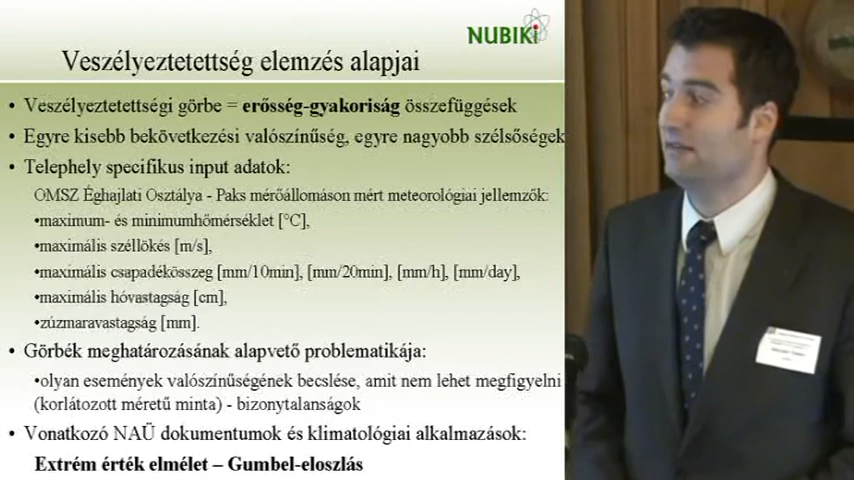 NUBIKI
Veszélyeztetettség elemzés alapjai
• Veszélyeztetettségi görbe = erősség-gyakoriság összefüggések
• Egyre kisebb bekövetkezési valószínűség, egyre nagyobb szélsőségek
• Telephely specifikus input adatok:
OMSZ Éghajlati Osztálya - Paks mérőállomáson mért meteorológiai jellemzők:
•maximum- és minimumhőmérséklet [°C],
•maximális széllökés [m/s],
•maximális csapadékösszeg [mm/10min], [mm/20min], [mm/h], [mm/day],
•maximális hóvastagság [cm],
•zúzmaravastagság [mm].
• Görbék meghatározásának alapvető problematikája:
•olyan események valószínűségének becslése, amit nem lehet megfigyelni
(korlátozott méretű minta) - bizonytalanságok
• Vonatkozó NAÜ dokumentumok és klimatológiai alkalmazások:
Extrém érték elmélet – Gumbel-eloszlás